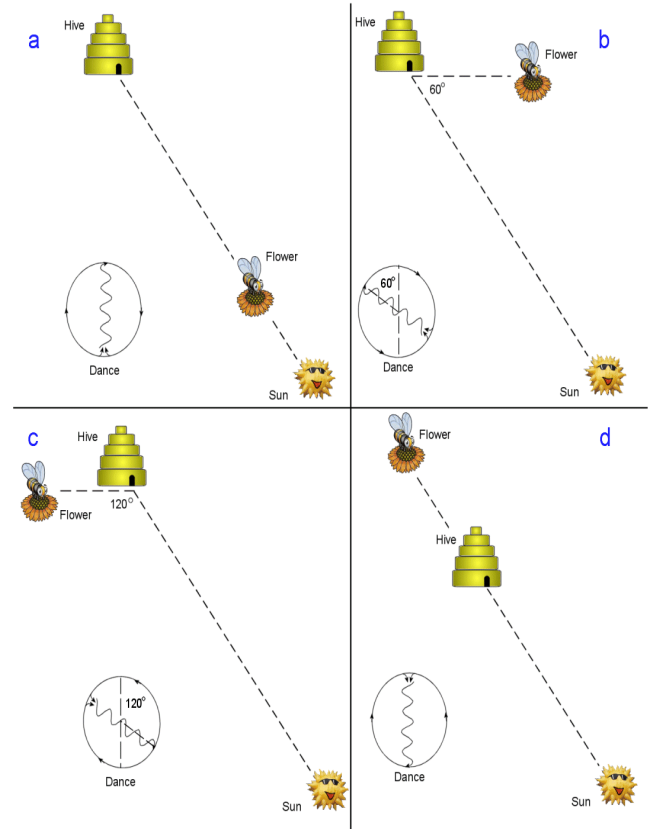 a
Hive
Flower
Dance
Sun
b
Hive
Flower
60°
60°
Dance
Sun
c
Hive
Flower
120°
120°
Dance
Sun
d
Flower
Hive
Dance
Sun